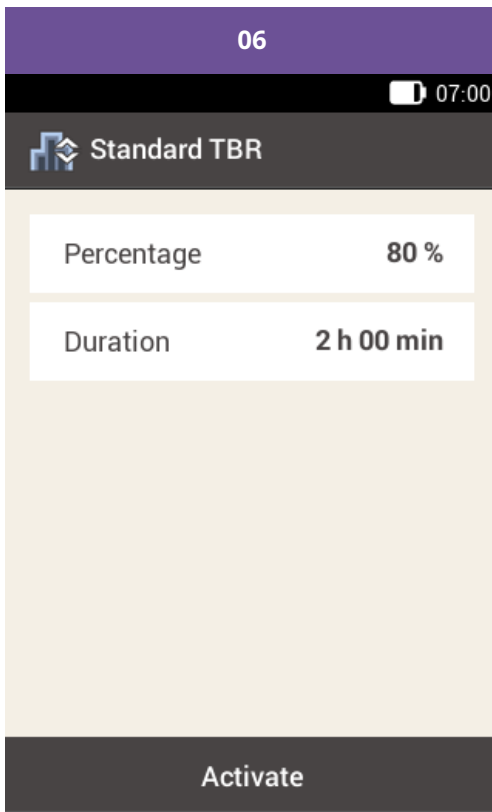 06
07:00
Standard TBR
Percentage 80 %
Duration 2 h 00 min
Activate